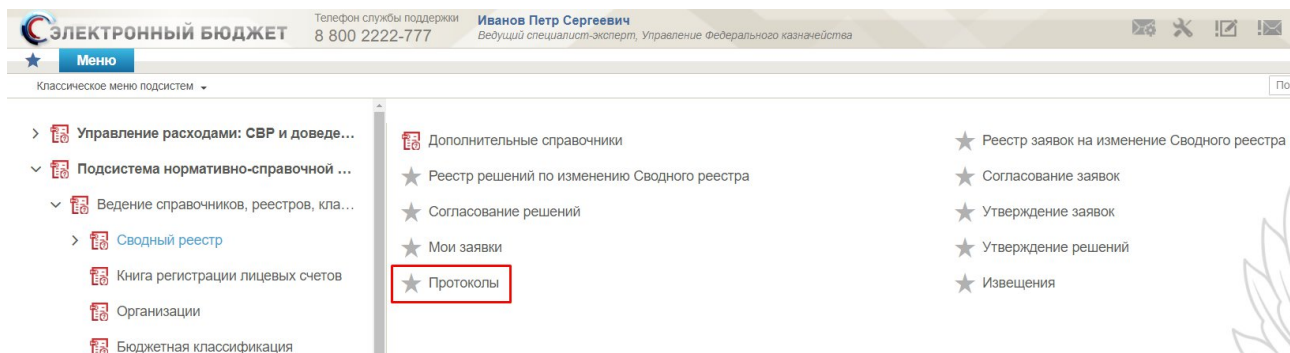 ЭЛЕКТРОННЫЙ БЮДЖЕТ
Телефон службы поддержки
8 800 2222-777
Иванов Петр Сергеевич
Ведущий специалист-эксперт, Управление Федерального казначейства
Меню
Классическое меню подсистем
По
Управление расходами: СВР и доведе...
Подсистема нормативно-справочной ...
Ведение справочников, реестров, кла...
Сводный реестр
Книга регистрации лицевых счетов
Организации
Бюджетная классификация
Дополнительные справочники
Реестр решений по изменению Сводного реестра
Согласование решений
Мои заявки
Протоколы
Реестр заявок на изменение Сводного реестра
Согласование заявок
Утверждение заявок
Утверждение решений
Извещения